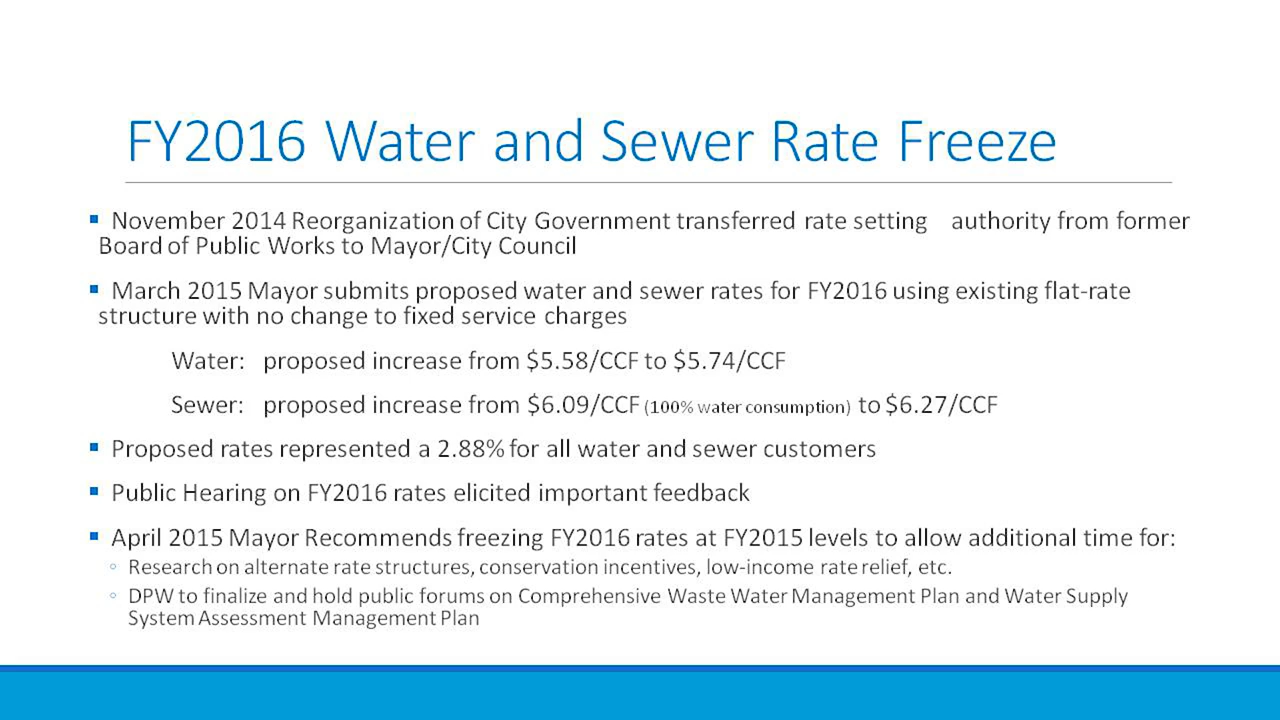 FY2016 Water and Sewer Rate Freeze
November 2014 Reorganization of City Government transferred rate setting authority from former
Board of Public Works to Mayor/City Council
March 2015 Mayor submits proposed water and sewer rates for FY2016 using existing flat-rate
structure with no change to fixed service charges
Water: proposed increase from $5.58/CCF to $5.74/CCF
Sewer: proposed increase from $6.09/CCF (100% water consumption) to $6.27/CCF
Proposed rates represented a 2.88% for all water and sewer customers
Public Hearing on FY2016 rates elicited important feedback
April 2015 Mayor Recommends freezing FY2016 rates at FY2015 levels to allow additional time for:
Research on alternate rate structures, conservation incentives, low-income rate relief, etc.
DPW to finalize and hold public forums on Comprehensive Waste Water Management Plan and Water Supply
System Assessment Management Plan